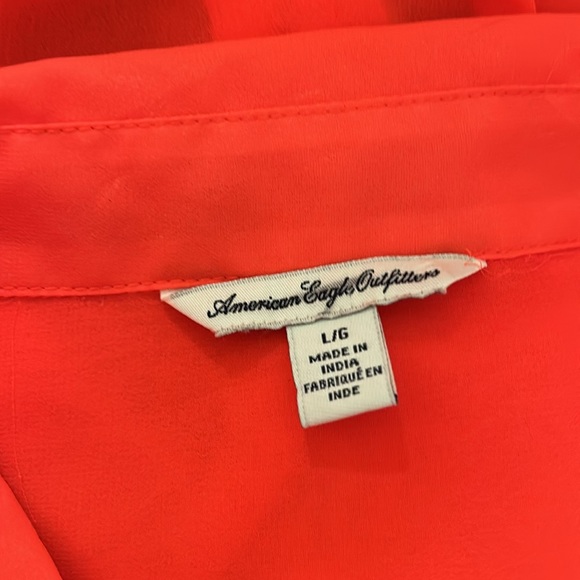 American Eagle Outfitters
L/G
MADE IN
INDIA
FABRIQUÉ EN
INDE